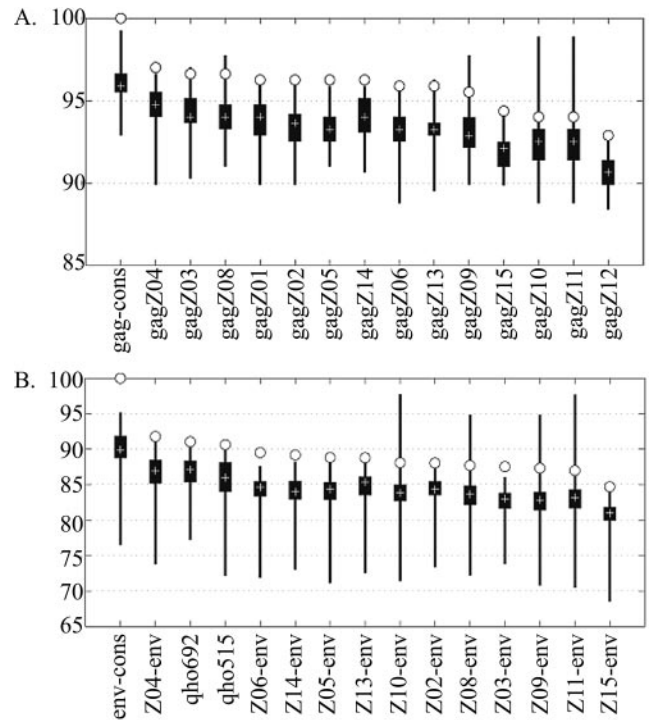 A.
100
95
90
85
gag-cons
gagZ04
gagZ03
gagZ08
gagZ01
gagZ02
gagZ05
gagZ14
gagZ06
gagZ13
gagZ09
gagZ15
gagZ10
gagZ11
gagZ12
B.
100
95
90
85
80
75
70
65
env-cons
Z04-env
qho692
qho515
Z06-env
Z14-env
Z05-env
Z13-env
Z10-env
Z02-env
Z08-env
Z03-env
Z09-env
Z11-env
Z15-env